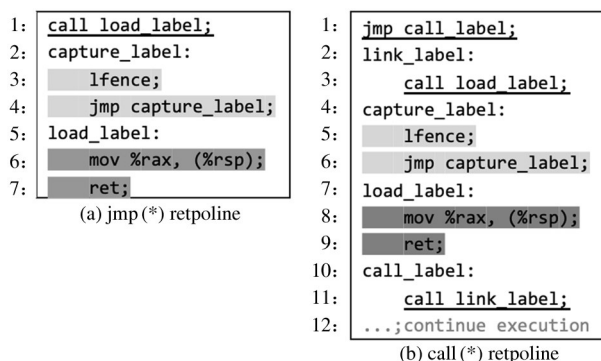 1: call load_label;
2: capture_label:
3: lfence;
4: jmp capture_label;
5: load_label:
6: mov %rax, (%rsp);
7: ret;
(a) jmp (*) retpoline
1: jmp call_label;
2: link_label:
3: call load_label;
4: capture_label:
5: lfence;
6: jmp capture_label;
7: load_label:
8: mov %rax, (%rsp);
9: ret;
10: call_label:
11: call link_label;
12: ...;continue execution
(b) call (*) retpoline